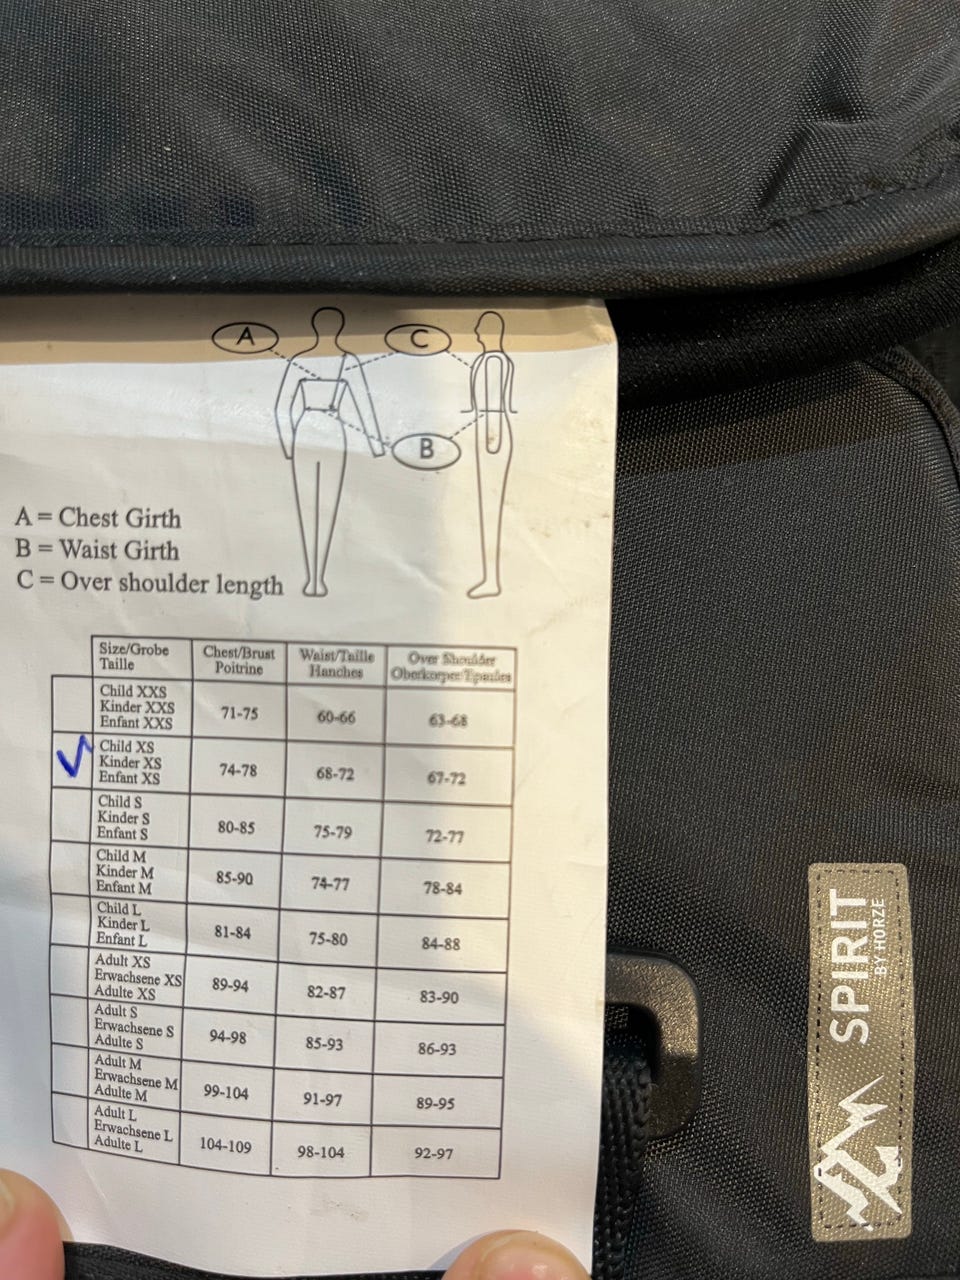 A
C
B
A = Chest Girth
B = Waist Girth
C = Over shoulder length
Size/Grobe
Taille
Chest/Brust
Poitrine
Waist/Taille
Hanches
Over Shoulder
Oberkorper/Epaules
Child XXS
Kinder XXS
Enfant XXS
71-75
60-66
63-68
Child XS
Kinder XS
Enfant XS
74-78
68-72
67-72
Child S
Kinder S
Enfant S
80-85
75-79
72-77
Child M
Kinder M
Enfant M
85-90
74-77
78-84
Child L
Kinder L
Enfant L
81-84
75-80
84-88
Adult XS
Erwachsene XS
Adulte XS
89-94
82-87
83-90
Adult S
Erwachsene S
Adulte S
94-98
85-93
86-93
Adult M
Erwachsene M
Adulte M
99-104
91-97
89-95
Adult L
Erwachsene L
Adulte L
104-109
98-104
92-97
SPIRIT
BY HORZE